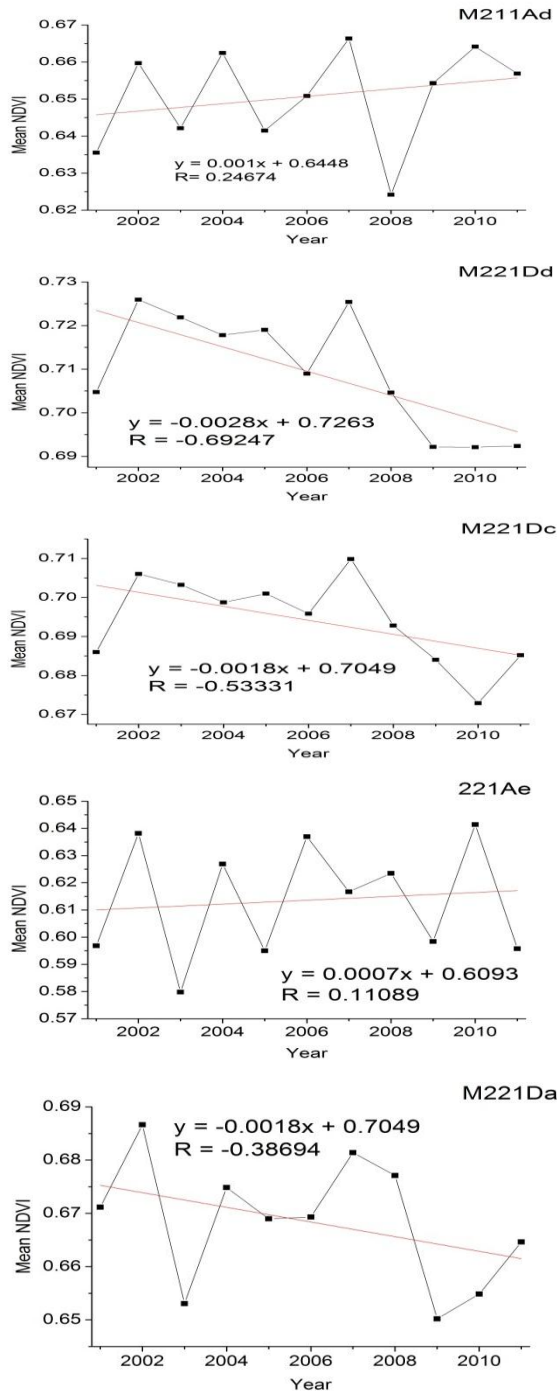 M211Ad
0.67
0.66
0.65
0.64
0.63
0.62
Mean NDVI
y = 0.001x + 0.6448
R= 0.24674
2002 2004 2006 2008 2010
Year
M221Dd
0.73
0.72
0.71
0.70
0.69
Mean NDVI
y = -0.0028x + 0.7263
R = -0.69247
2002 2004 2006 2008 2010
Year
M221Dc
0.71
0.70
0.69
0.68
0.67
Mean NDVI
y = -0.0018x + 0.7049
R = -0.53331
2002 2004 2006 2008 2010
Year
221Ae
0.65
0.64
0.63
0.62
0.61
0.60
0.59
0.58
0.57
Mean NDVI
y = 0.0007x + 0.6093
R = 0.11089
2002 2004 2006 2008 2010
Year
M221Da
0.69
0.68
0.67
0.66
0.65
Mean NDVI
y = -0.0018x + 0.7049
R = -0.38694
2002 2004 2006 2008 2010
Year